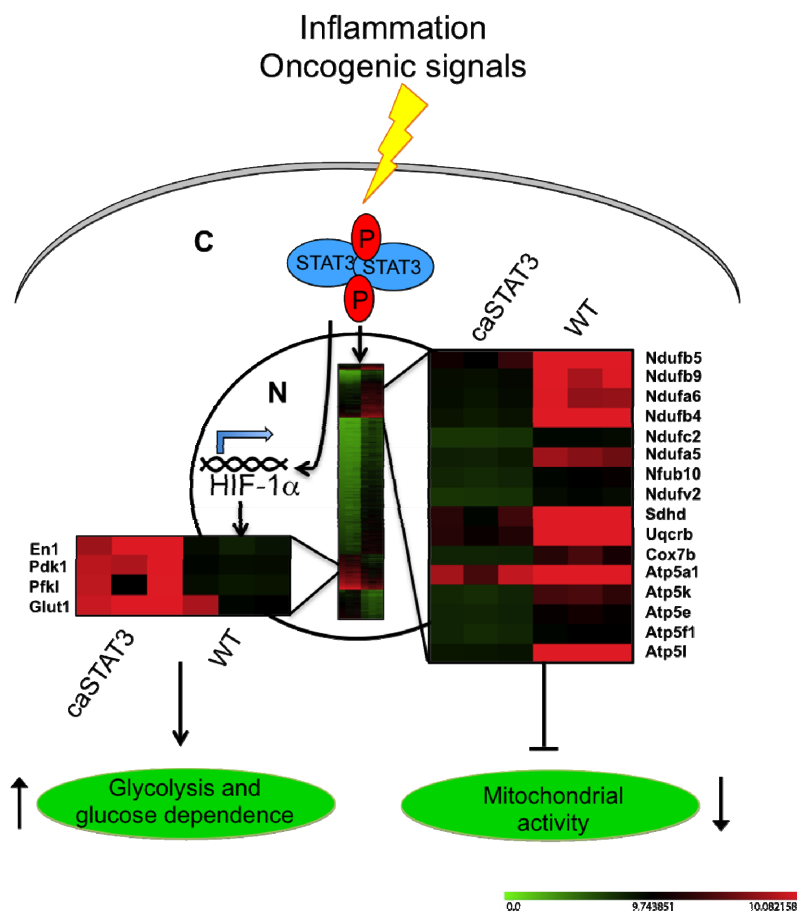 Inflammation
Oncogenic signals
C
P
STAT3
STAT3
P
caSTAT3
WT
N
HIF-1α
Ndufb5
Ndufb9
Ndufa6
Ndufb4
Ndufc2
Ndufa5
Nfub10
Ndufv2
Sdhd
Uqcrb
Cox7b
Atp5a1
Atp5k
Atp5e
Atp5f1
Atp5l
En1
Pdk1
Pfkl
Glut1
caSTAT3
WT
Glycolysis and
glucose dependence
Mitochondrial
activity
0.0 9.743851 10.082158